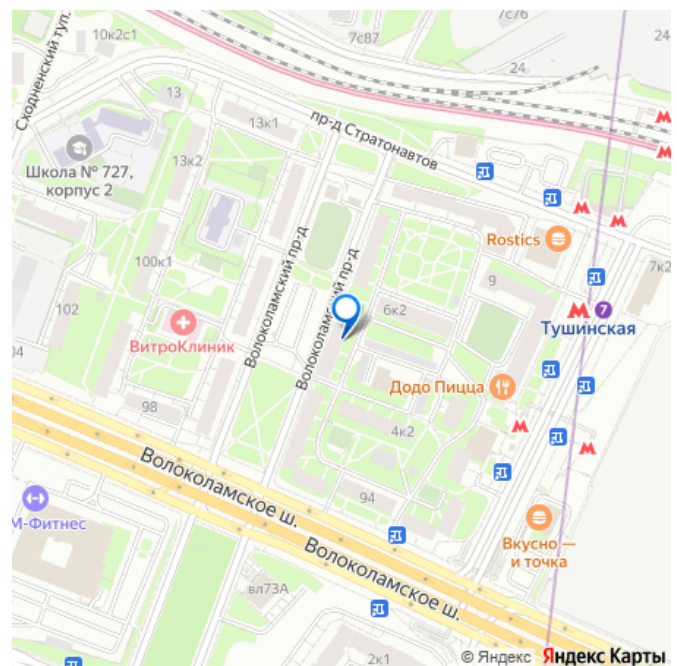 7с76
7с87
10к2с1
24
24
Сходненский туп.
13
13к1
пр-д Стратонавтов
Школа № 727,
корпус 2
13к2
Rostics
7к2
100к1
Волоколамский пр-д
Волоколамский пр-д
9
6к2
7
Тушинская
102
ВитроКлиник
04
Додо Пицца
98
4к2
94
Волоколамское ш.
М-Фитнес
Волоколамское ш.
Вкусно —
и точка
вл73А
2к1
© Яндекс Яндекс Карты